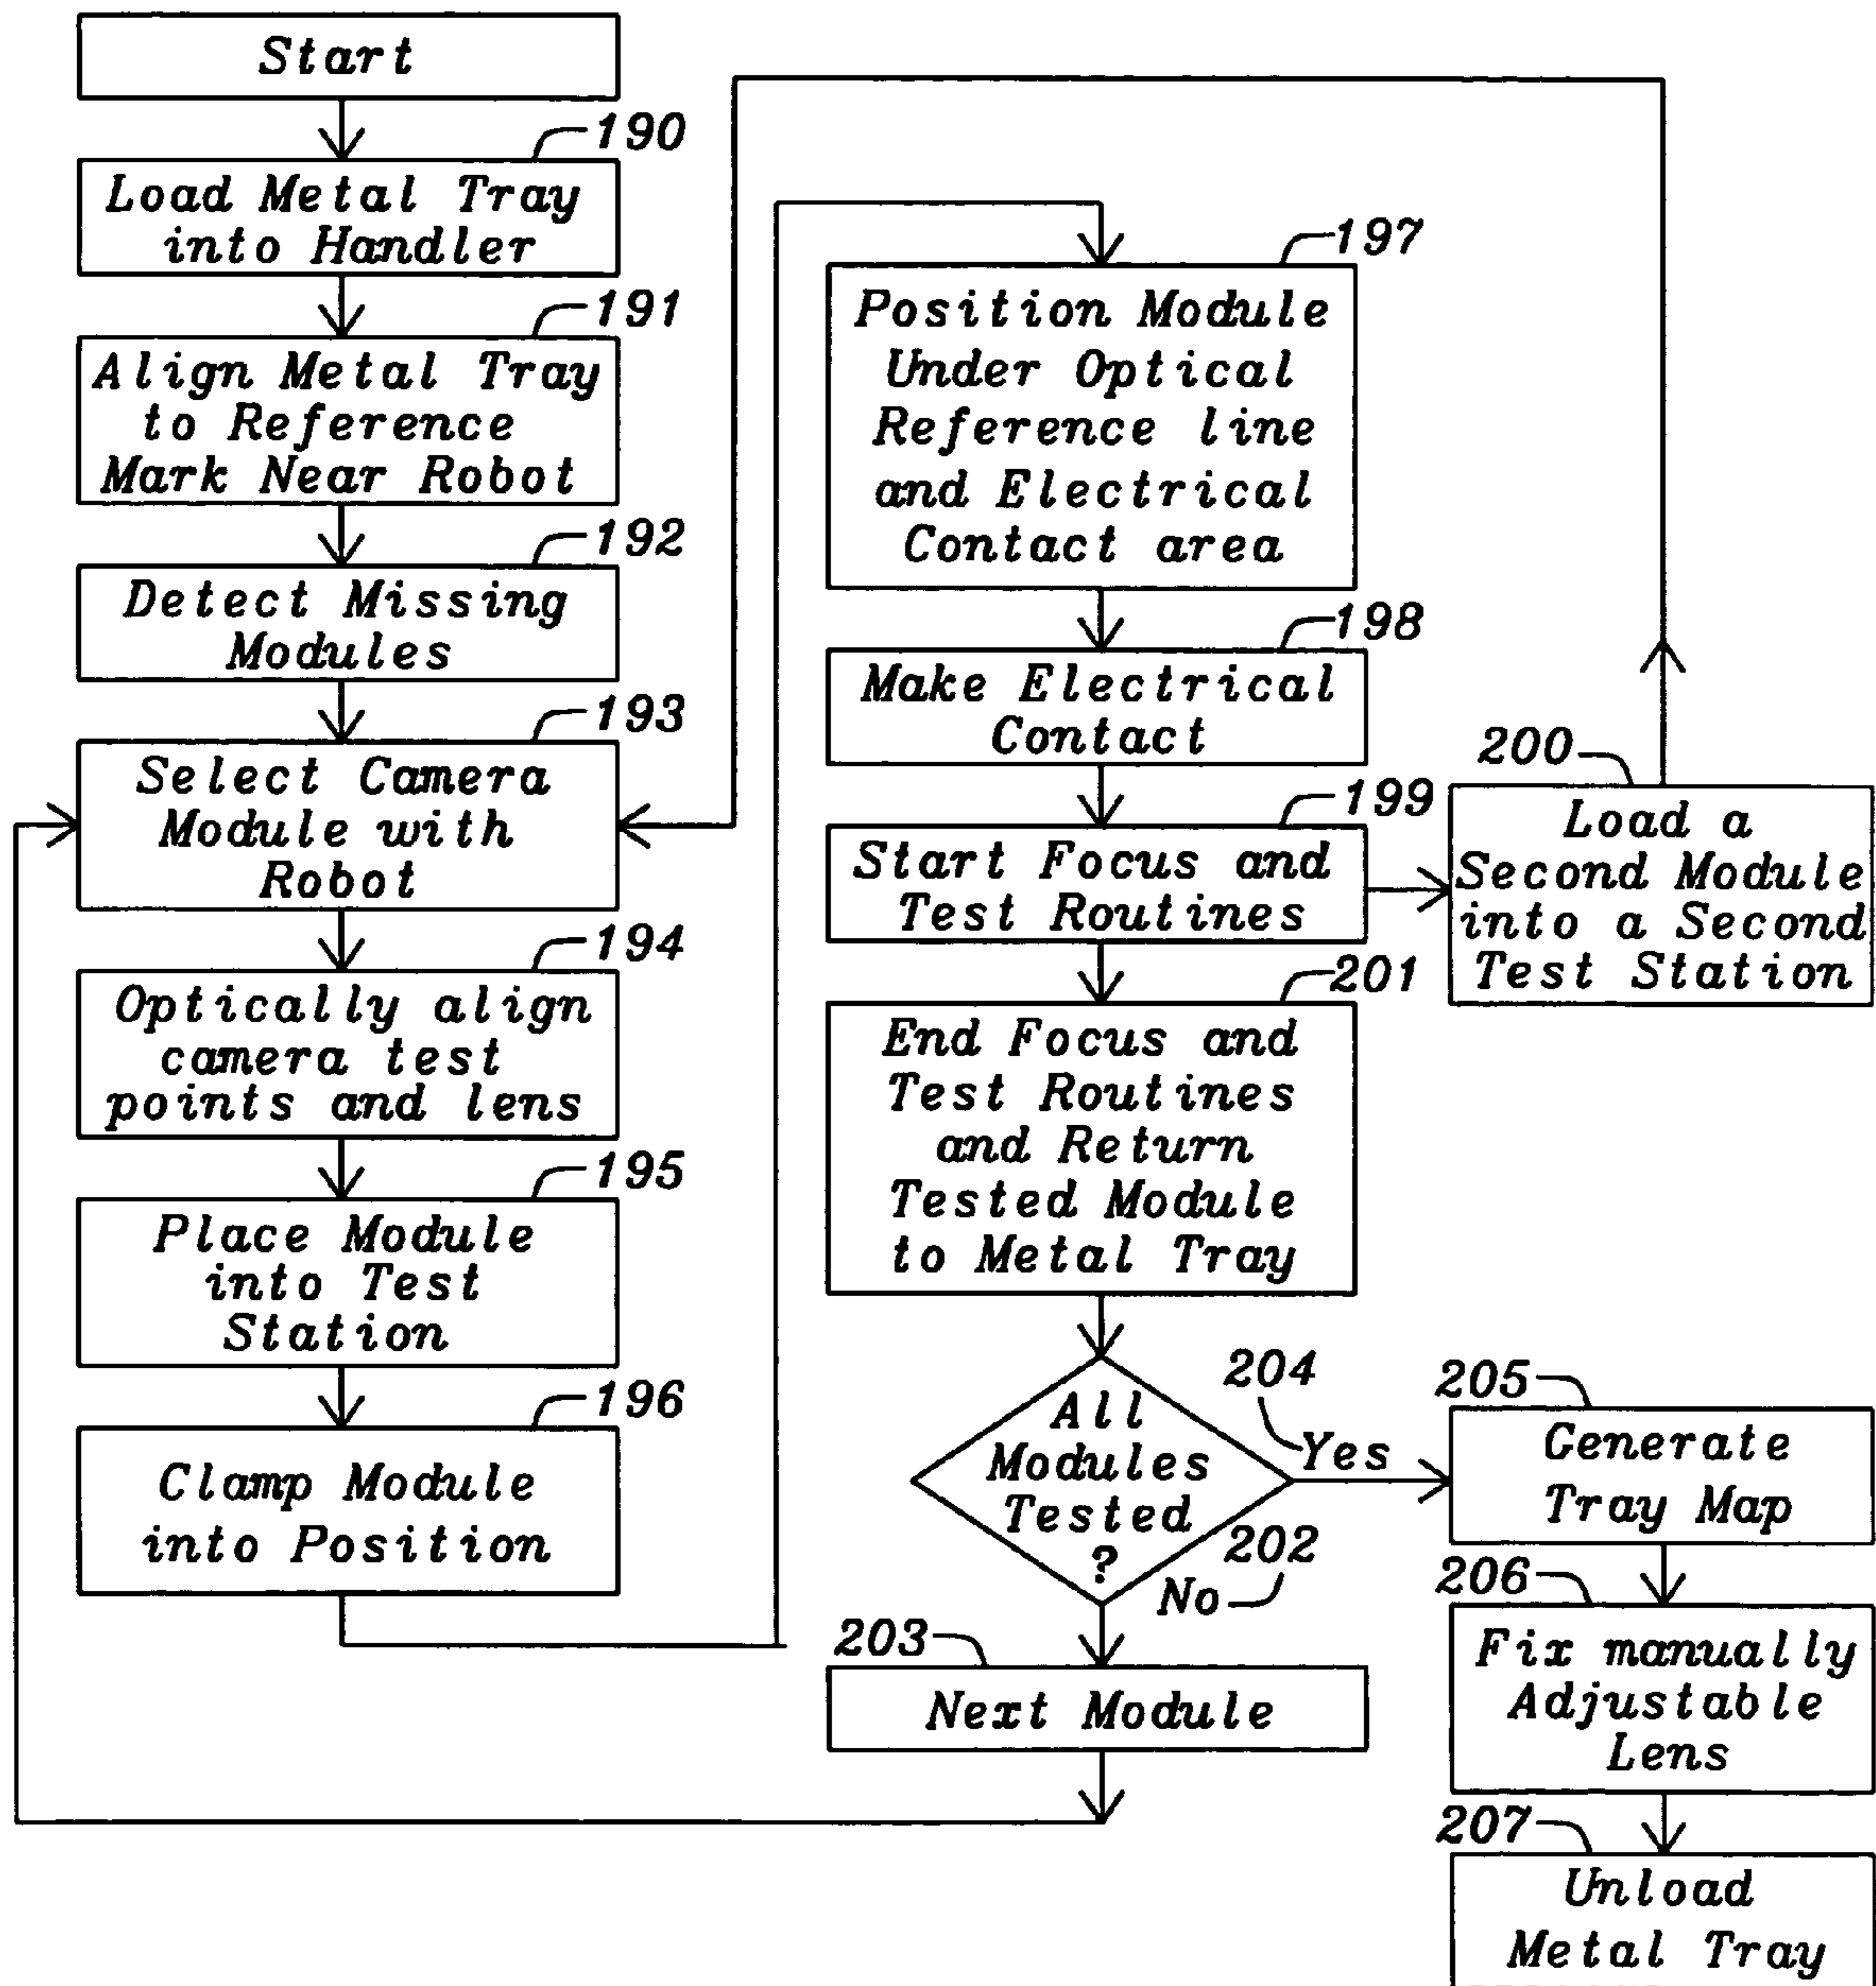 Start
190
Load Metal Tray
into Handler
191
Align Metal Tray
to Reference
Mark Near Robot
192
Detect Missing
Modules
193
Select Camera
Module with
Robot
194
Optically align
camera test
points and lens
195
Place Module
into Test
Station
196
Clamp Module
into Position
197
Position Module
Under Optical
Reference line
and Electrical
Contact area
198
Make Electrical
Contact
199
Start Focus and
Test Routines
200
Load a
Second Module
into a Second
Test Station
201
End Focus and
Test Routines
and Return
Tested Module
to Metal Tray
All
Modules
Tested
?
204
Yes
202
No
203
Next Module
205
Generate
Tray Map
206
Fix manually
Adjustable
Lens
207
Unload
Metal Tray